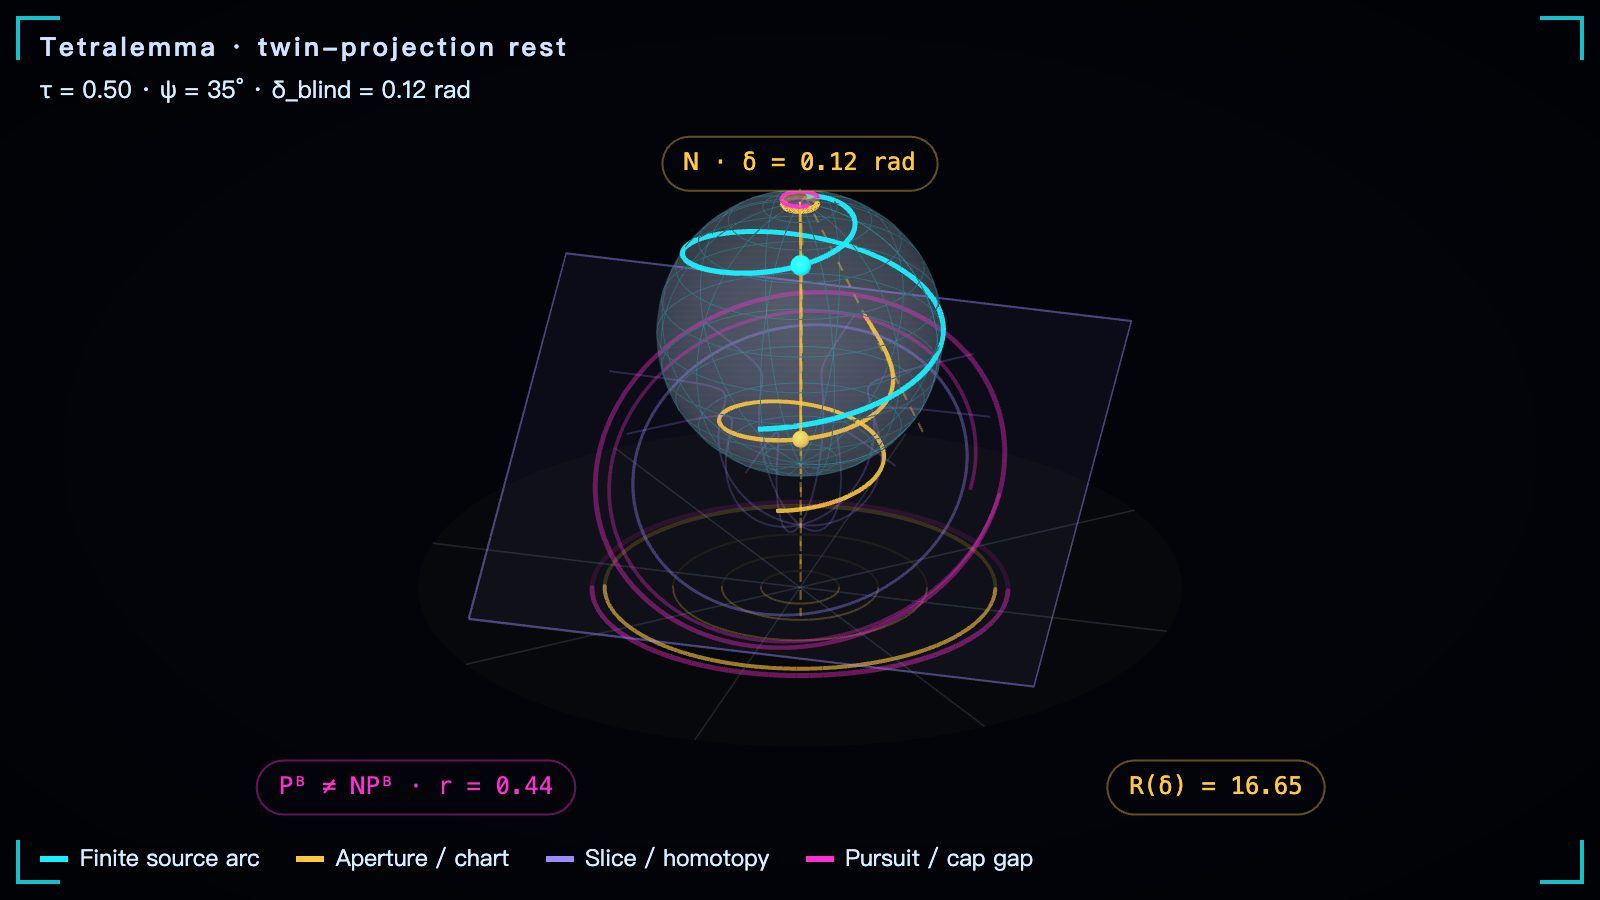 Tetralemma · twin–projection rest
τ = 0.50 · ψ = 35° · δ_blind = 0.12 rad
N · δ = 0.12 rad
Pᴮ ≠ NPᴮ · r = 0.44
R(δ) = 16.65
Finite source arc
Aperture / chart
Slice / homotopy
Pursuit / cap gap